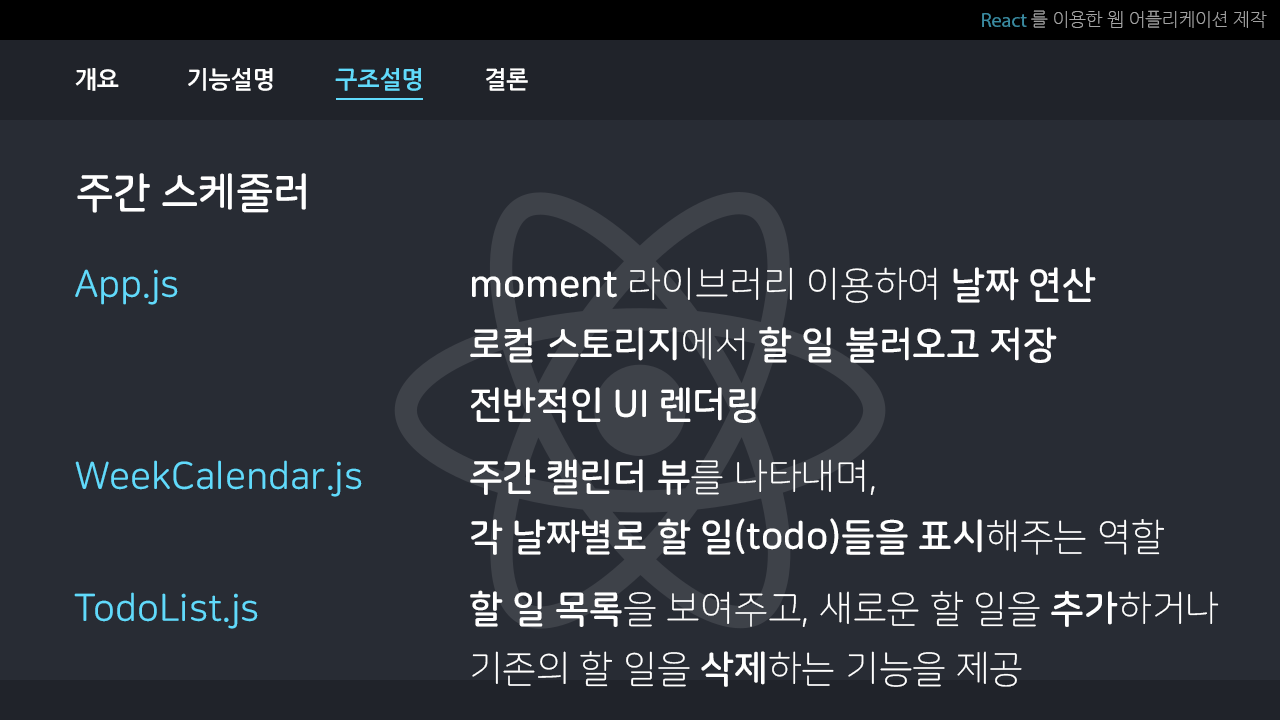 React 를 이용한 웹 어플리케이션 제작
개요 기능설명 구조설명 결론
주간 스케줄러
App.js moment 라이브러리 이용하여 날짜 연산
로컬 스토리지에서 할 일 불러오고 저장
전반적인 UI 렌더링
WeekCalendar.js 주간 캘린더 뷰를 나타내며,
각 날짜별로 할 일(todo)들을 표시해주는 역할
TodoList.js 할 일 목록을 보여주고, 새로운 할 일을 추가하거나
기존의 할 일을 삭제하는 기능을 제공